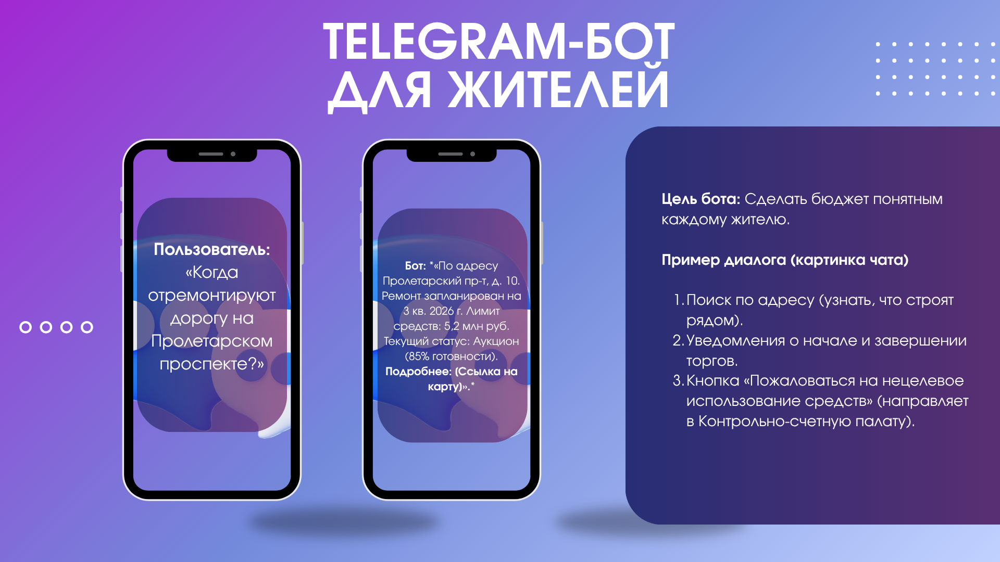 TELEGRAM-БОТ
ДЛЯ ЖИТЕЛЕЙ
Пользователь:
«Когда
отремонтируют
дорогу на
Пролетарском
проспекте?»
Бот: *«По адресу
Пролетарский пр-т, д. 10.
Ремонт запланирован на
3 кв. 2026 г. Лимит
средств: 5,2 млн руб.
Текущий статус: Аукцион
(85% готовности).
Подробнее: [Ссылка на
карту]».*
Цель бота: Сделать бюджет понятным
каждому жителю.
Пример диалога (картинка чата)
1. Поиск по адресу (узнать, что строят
рядом).
2. Уведомления о начале и завершении
торгов.
3. Кнопка «Пожаловаться на нецелевое
использование средств» (направляет
в Контрольно-счетную палату).